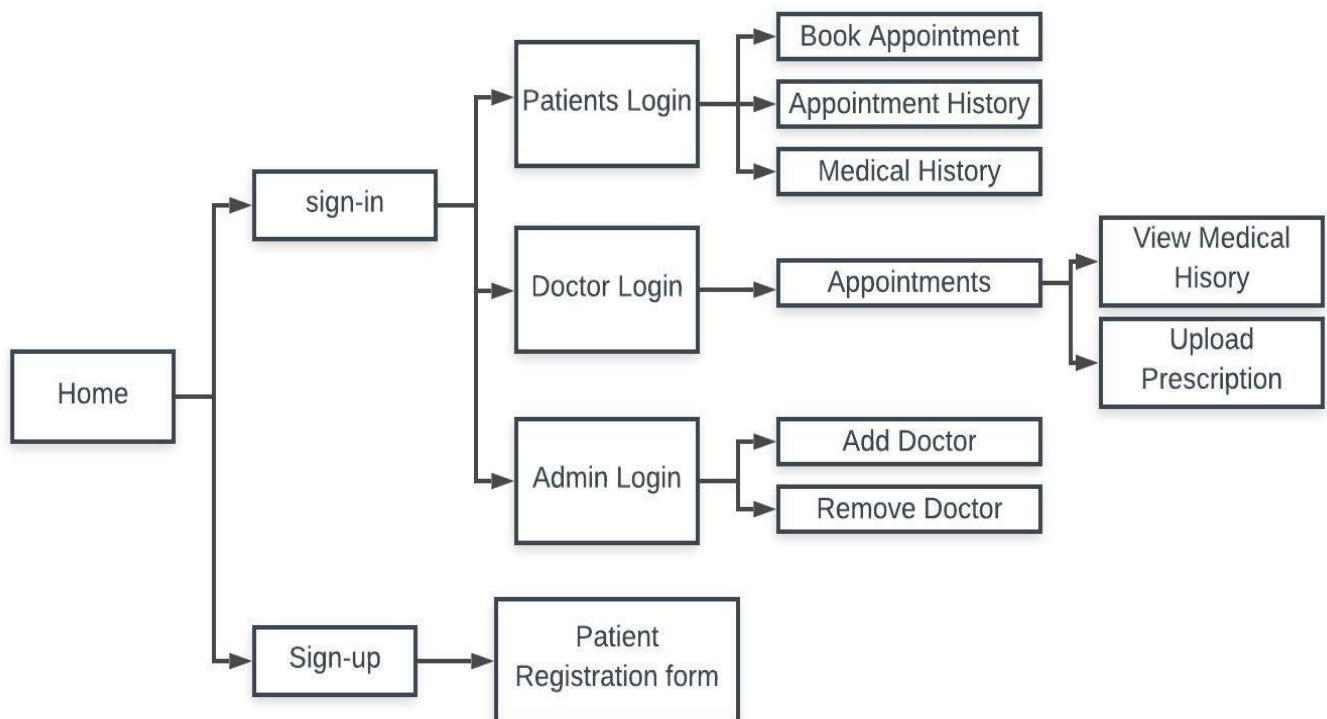 Home
sign-in
Sign-up
Patients Login
Book Appointment
Appointment History
Medical History
Doctor Login
Appointments
View Medical
Hisory
Upload
Prescription
Admin Login
Add Doctor
Remove Doctor
Patient
Registration form